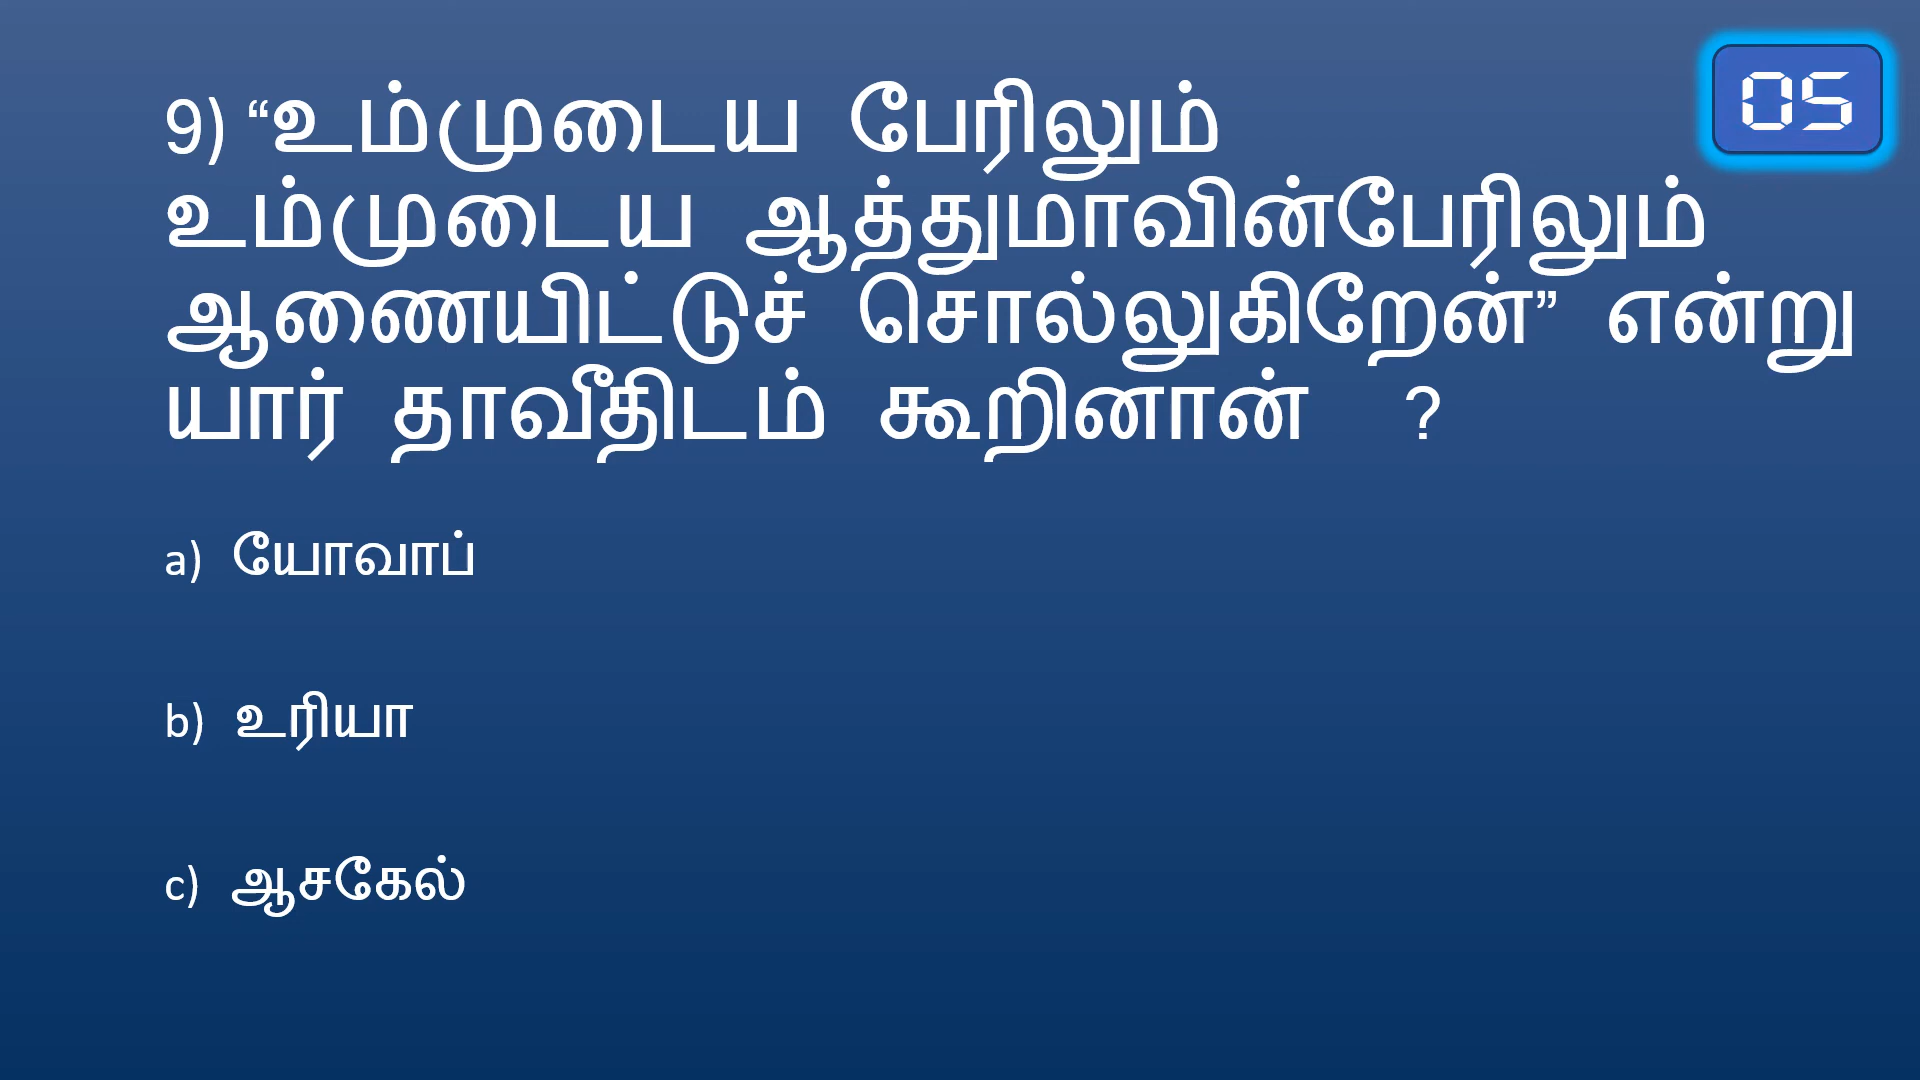 05
9) “உம்முடைய பேரிலும்
உம்முடைய ஆத்துமாவின்பேரிலும்
ஆணையிட்டுச் சொல்லுகிறேன்” என்று
யார் தாவீதிடம் கூறினான் ?
a) யோவாப்
b) உரியா
c) ஆசகேல்